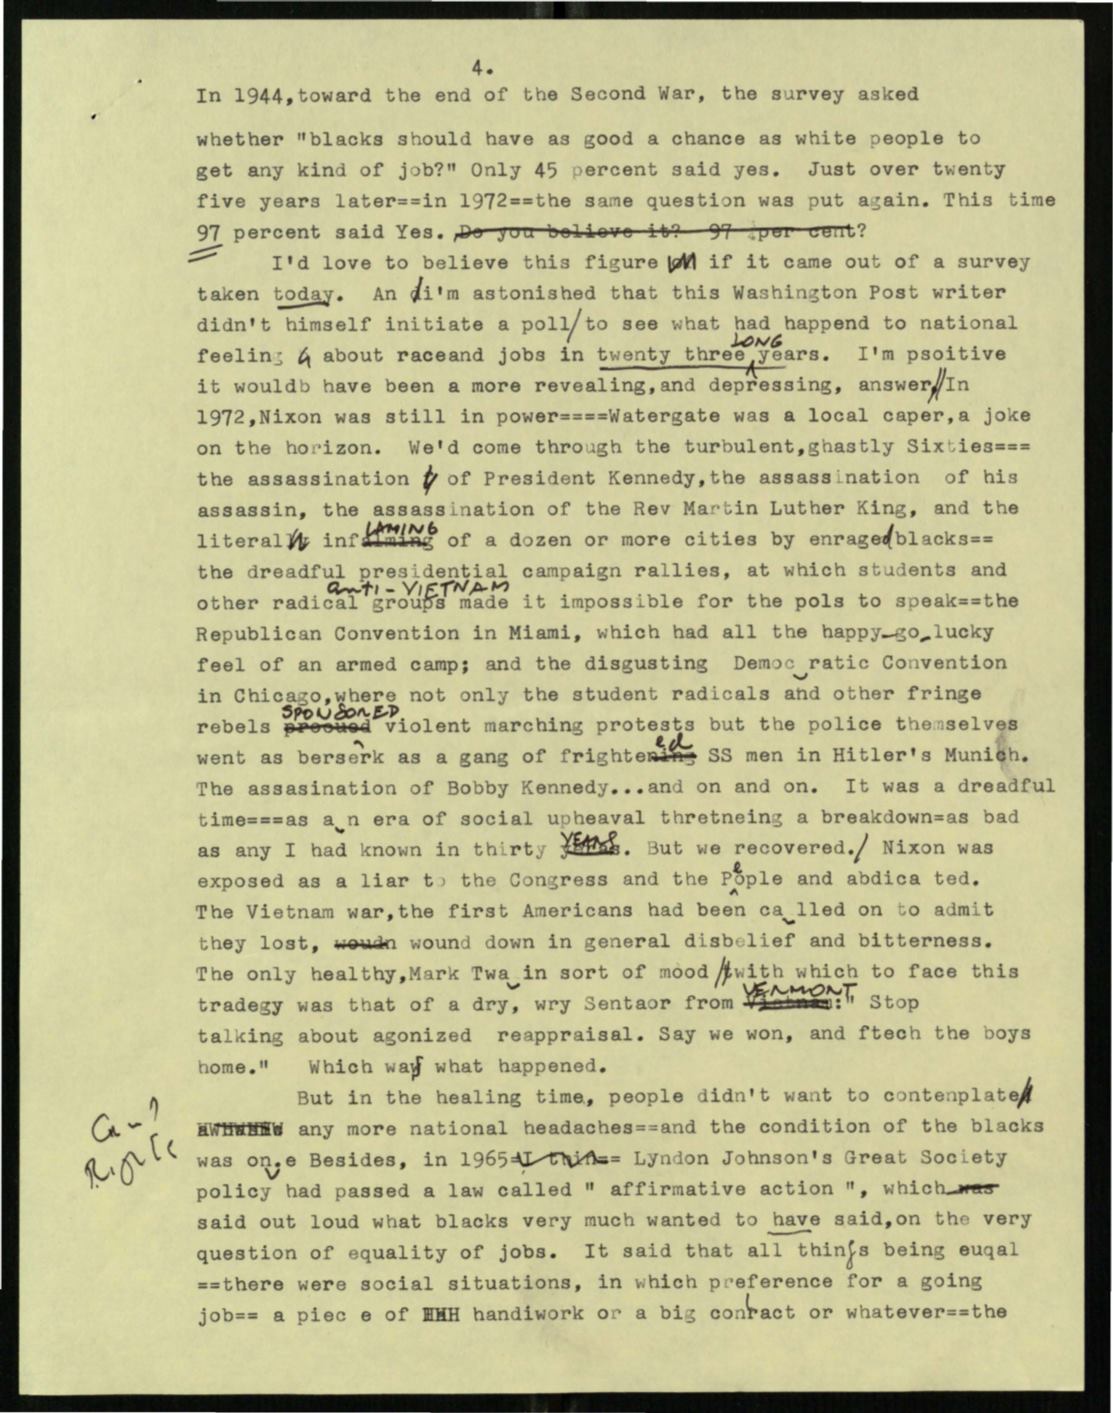 4.
In 1944,toward the end of the Second War, the survey asked
whether "blacks should have as good a chance as white people to
get any kind of job?" Only 45 percent said yes.  Just over twenty
five years later==in 1972==the same question was put again. This time
97 percent said Yes. Do you believe it?  97  per cent?
I'd love to believe this figure if it came out of a survey
taken today.  An di'm astonished that this Washington Post writer
didn't himself initiate a poll/to see what had happend to national
LONG
feeling about raceand jobs in twenty three years.  I'm psoitive
it wouldb have been a more revealing,and depressing, answer.//In
1972,Nixon was still in power====Watergate was a local caper,a joke
on the horizon.  We'd come through the turbulent,ghastly Sixties===
the assassination of President Kennedy,the assassination  of his
assassin, the assassination of the Rev Martin Luther King, and the
LAMING
literally infalming of a dozen or more cities by enraged blacks==
the dreadful presidential campaign rallies, at which students and
anti-VIETNAM
other radical groups made it impossible for the pols to speak==the
Republican Convention in Miami, which had all the happy-go-lucky
feel of an armed camp; and the disgusting  Democ ratic Convention
in Chicago,where not only the student radicals and other fringe
SPONSORED
rebels violent marching protests but the police themselves
ed
went as berserk as a gang of frightening SS men in Hitler's Munich.
The assasination of Bobby Kennedy...and on and on.  It was a dreadful
time===as a n era of social upheaval thretneing a breakdown=as bad
YEARS
as any I had known in thirty . But we recovered./ Nixon was
e
exposed as a liar to the Congress and the Pople and abdica ted.
The Vietnam war,the first Americans had been ca lled on to admit
they lost, woudn wound down in general disbelief and bitterness.
The only healthy,Mark Twa in sort of mood with which to face this
VERMONT
tradegy was that of a dry, wry Sentaor from Vietnam:" Stop
talking about agonized  reappraisal. Say we won, and ftech the boys
home."   Which was what happened.
But in the healing time, people didn't want to contenplate
any more national headaches==and the condition of the blacks
was on.e Besides, in 1965=I think== Lyndon Johnson's Great Society
Civil
Rights
policy had passed a law called " affirmative action ", which was
said out loud what blacks very much wanted to have said,on the very
question of equality of jobs.  It said that all things being euqal
==there were social situations, in which preference for a going
job== a piec e of HHH handiwork or a big contract or whatever==the